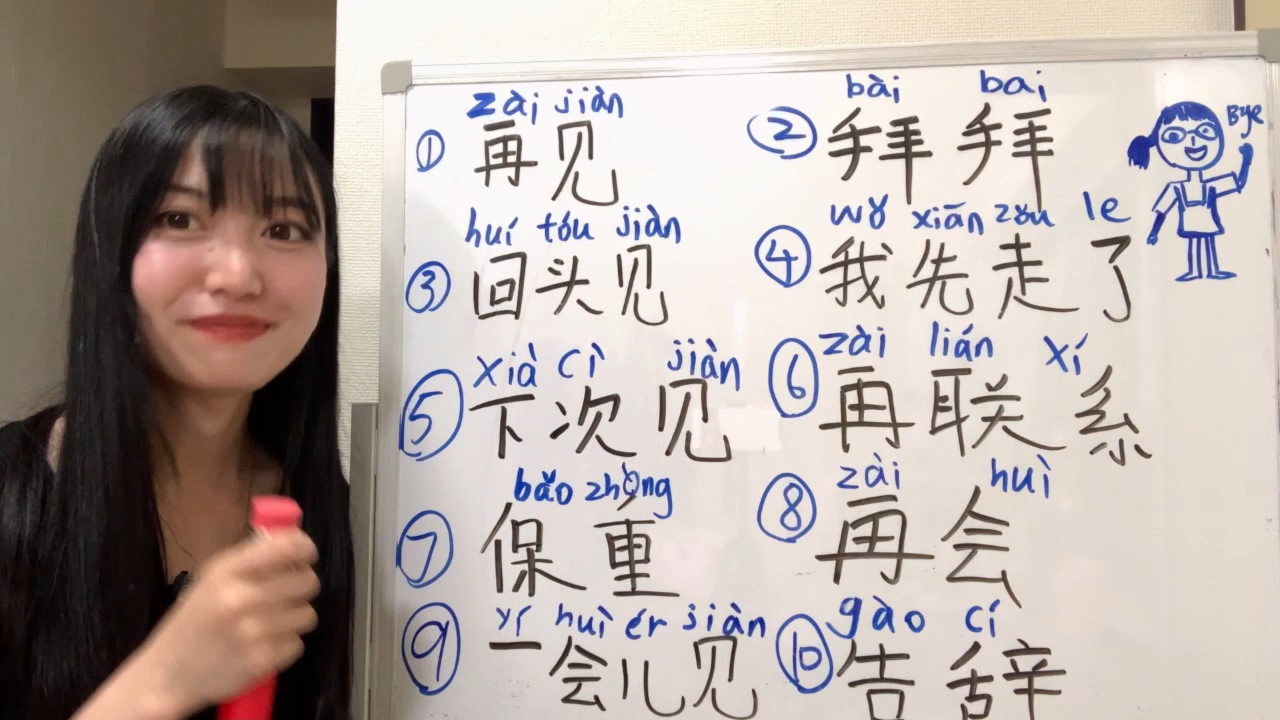 ① zài jiàn
再见
② bài bai
拜拜
Bye
③ huí tóu jiàn
回头见
④ wǒ xiān zǒu le
我先走了
⑤ xià cì jiàn
下次见
⑥ zài lián xí
再联系
⑦ bǎo zhòng
保重
⑧ zài huì
再会
⑨ yí huì ér jiàn
一会儿见
⑩ gào cí
告辞